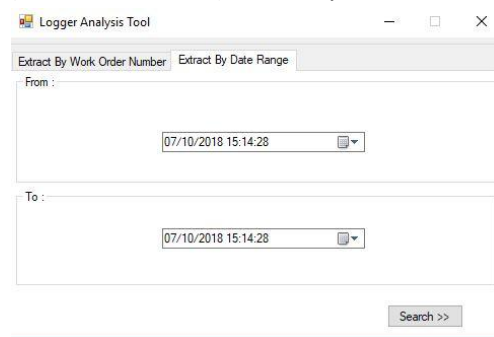 Logger Analysis Tool
Extract By Work Order Number Extract By Date Range
From :
07/10/2018 15:14:28
To :
07/10/2018 15:14:28
Search >>